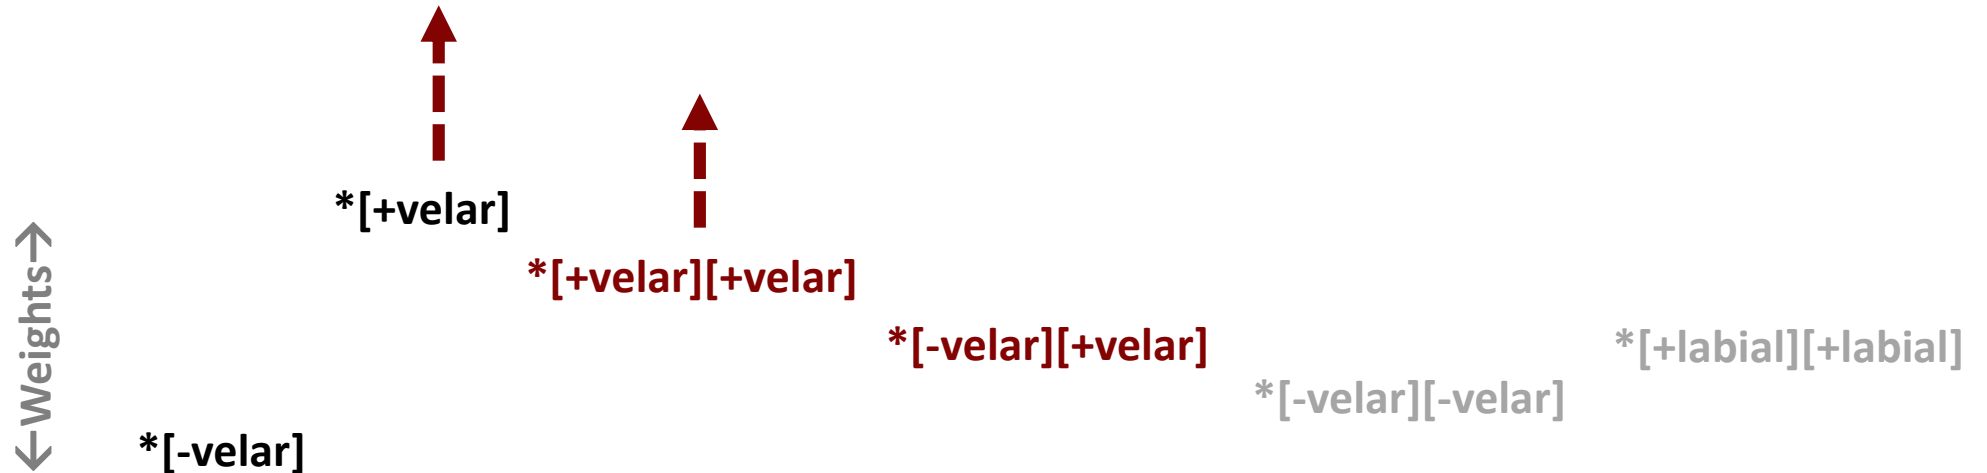 *[+velar]
*[+velar][+velar]
*[-velar][+velar]
*[+labial][+labial]
*[-velar][-velar]
*[-velar]
←Weights→